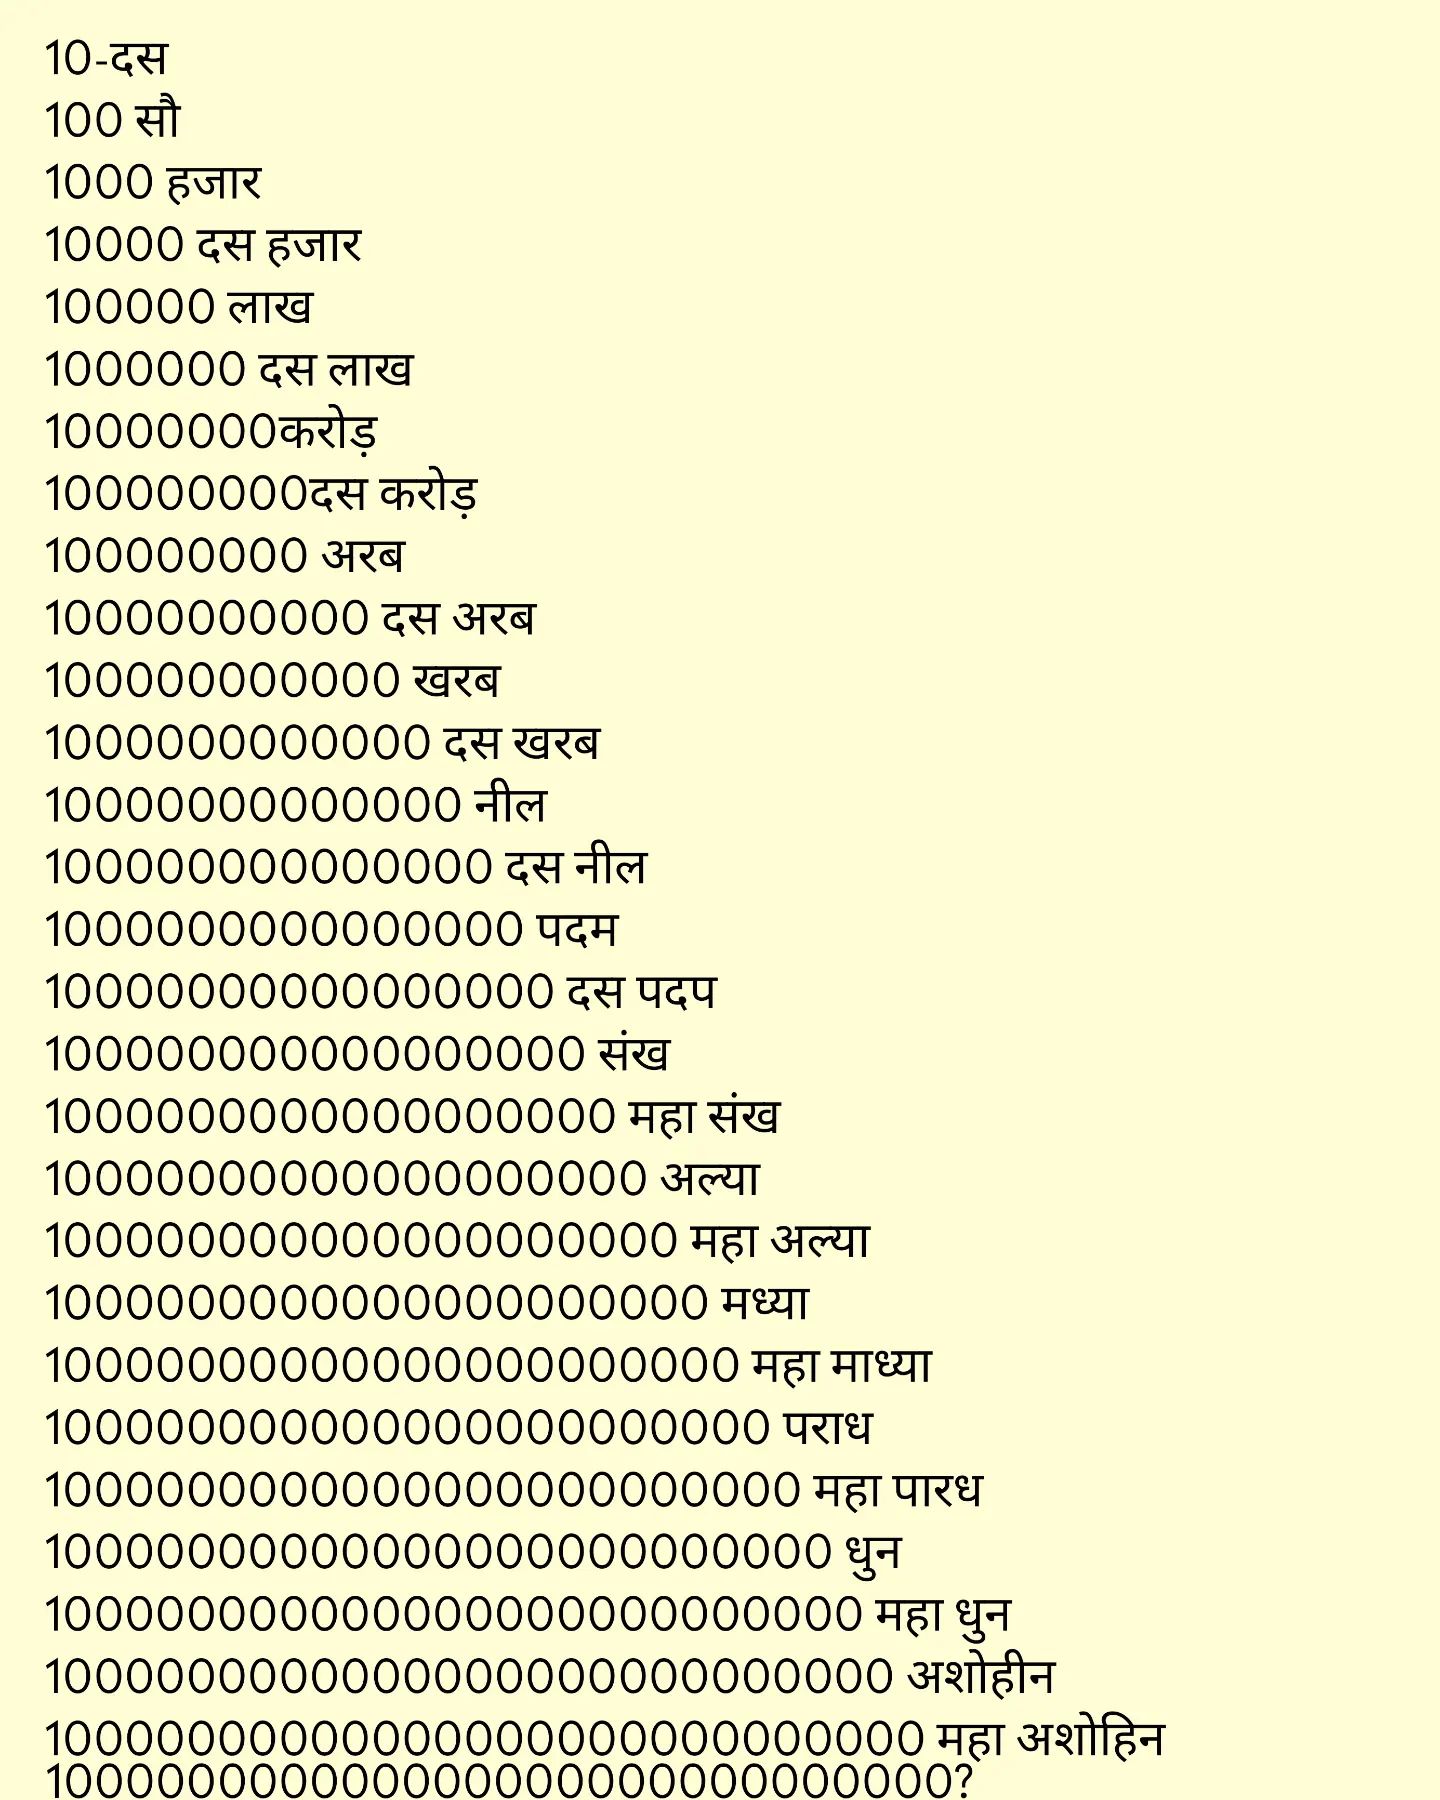 10-दस
100 सौ
1000 हजार
10000 दस हजार
100000 लाख
1000000 दस लाख
10000000करोड़
100000000दस करोड़
100000000 अरब
10000000000 दस अरब
100000000000 खरब
1000000000000 दस खरब
10000000000000 नील
100000000000000 दस नील
1000000000000000 पदम
10000000000000000 दस पदप
100000000000000000 संख
1000000000000000000 महा संख
10000000000000000000 अल्या
100000000000000000000 महा अल्या
1000000000000000000000 मध्या
10000000000000000000000 महा माध्या
100000000000000000000000 पराध
1000000000000000000000000 महा पारध
10000000000000000000000000 धुन
100000000000000000000000000 महा धुन
1000000000000000000000000000 अशोहीन
10000000000000000000000000000 महा अशोहिन
100000000000000000000000000000?